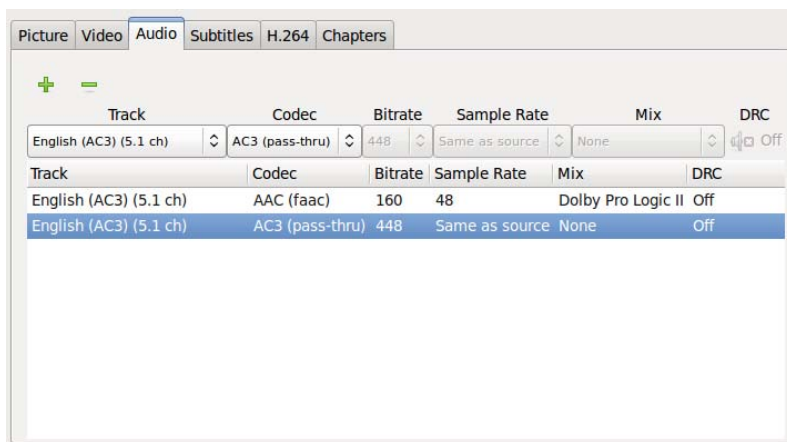 Picture Video Audio Subtitles H.264 Chapters
Track Codec Bitrate Sample Rate Mix DRC
English (AC3) (5.1 ch) AC3 (pass-thru) 448 Same as source None Off
Track Codec Bitrate Sample Rate Mix DRC
English (AC3) (5.1 ch) AAC (faac) 160 48 Dolby Pro Logic II Off
English (AC3) (5.1 ch) AC3 (pass-thru) 448 Same as source None Off